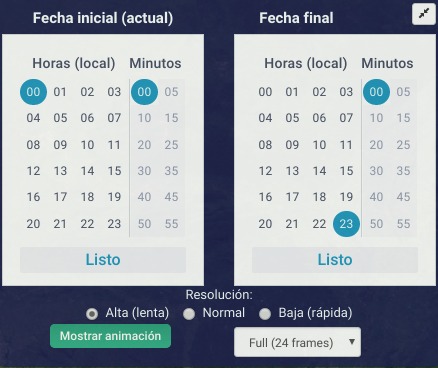 Fecha inicial (actual)
Horas (local) Minutos
00 01 02 03 00 05
04 05 06 07 10 15
08 09 10 11 20 25
12 13 14 15 30 35
16 17 18 19 40 45
20 21 22 23 50 55
Listo
Fecha final
Horas (local) Minutos
00 01 02 03 00 05
04 05 06 07 10 15
08 09 10 11 20 25
12 13 14 15 30 35
16 17 18 19 40 45
20 21 22 23 50 55
Listo
Resolución:
Alta (lenta) Normal Baja (rápida)
Mostrar animación
Full (24 frames)